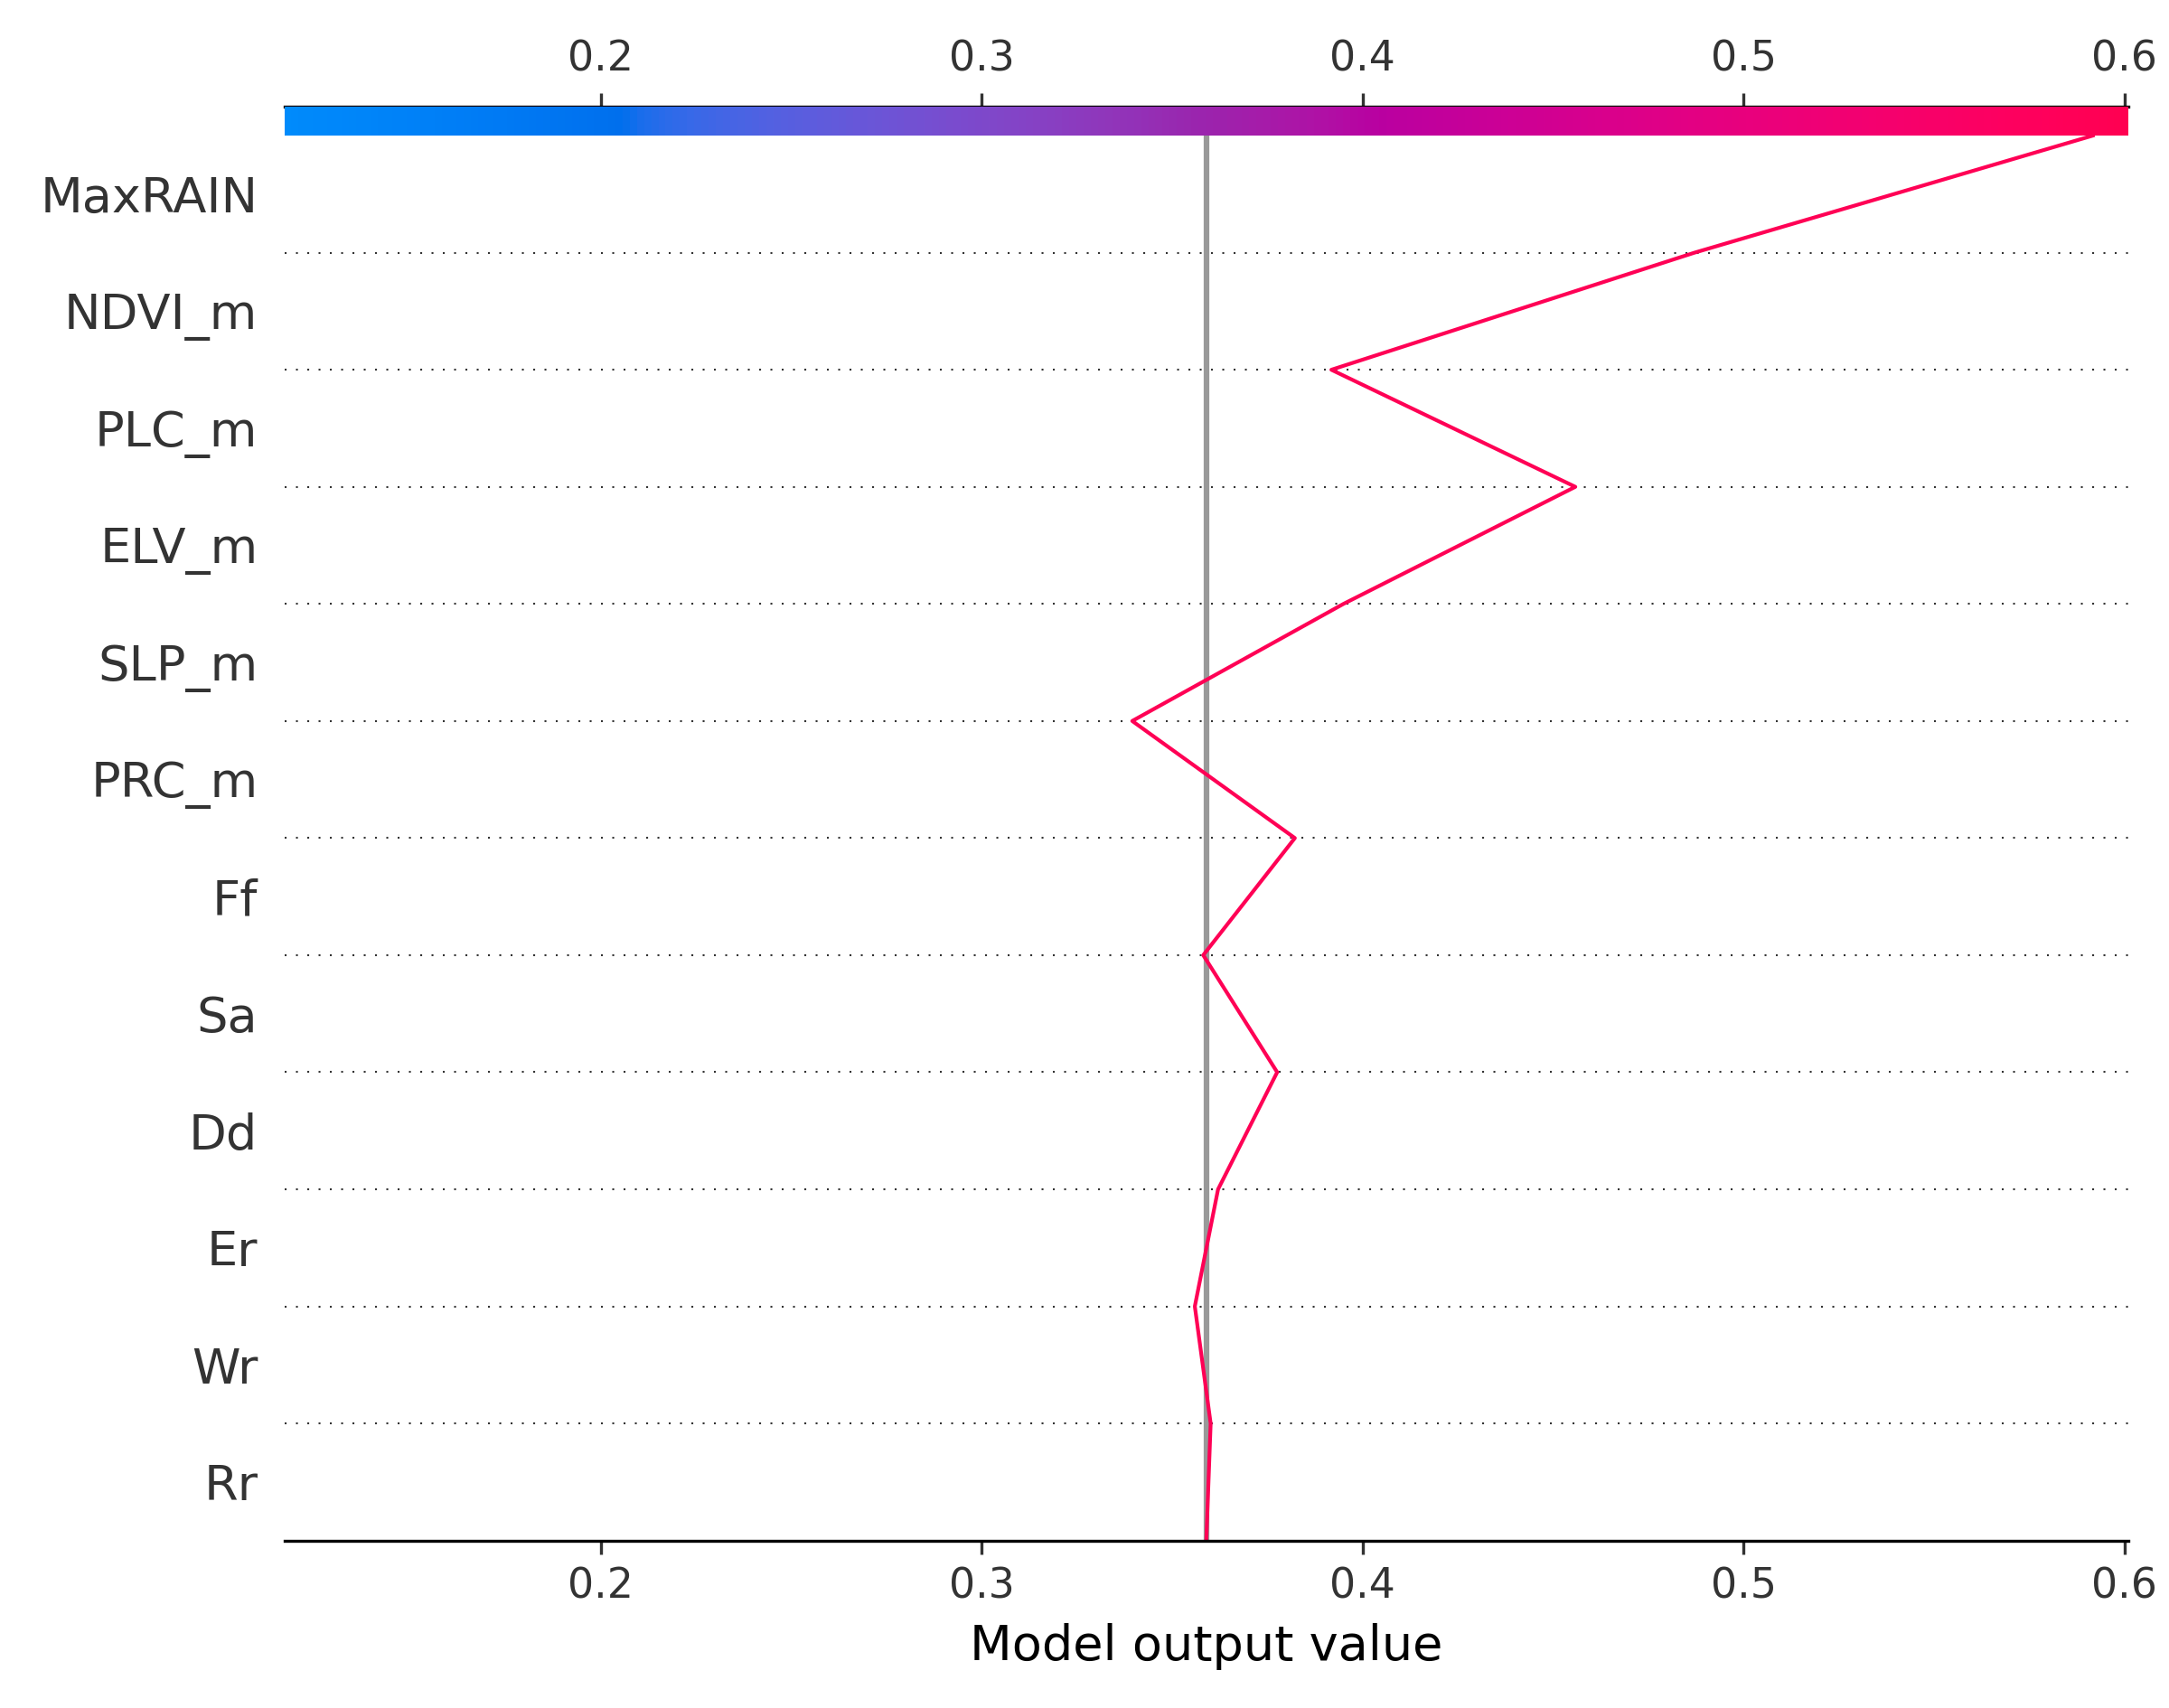 0.2 0.3 0.4 0.5 0.6
MaxRAIN
NDVI_m
PLC_m
ELV_m
SLP_m
PRC_m
Ff
Sa
Dd
Er
Wr
Rr
0.2 0.3 0.4 0.5 0.6
Model output value